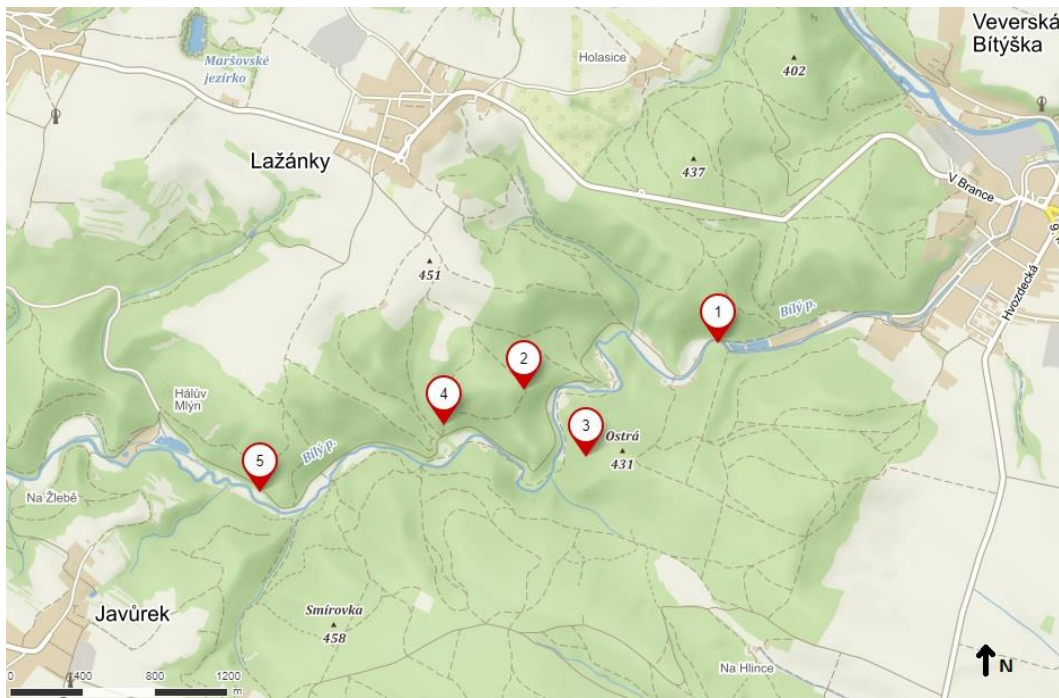 Veverská
Bítýška
Maršovské
jezírko
Holasice
402
Lažánky
437
V Brance
Hvozdecká
451
1
Bílý p.
2
Hálův
Mlýn
4
3
Ostrá
431
5
Bílý p.
Na Žlebě
Javůrek
Smírovka
458
Na Hlince
0 400 800 1200
m
N